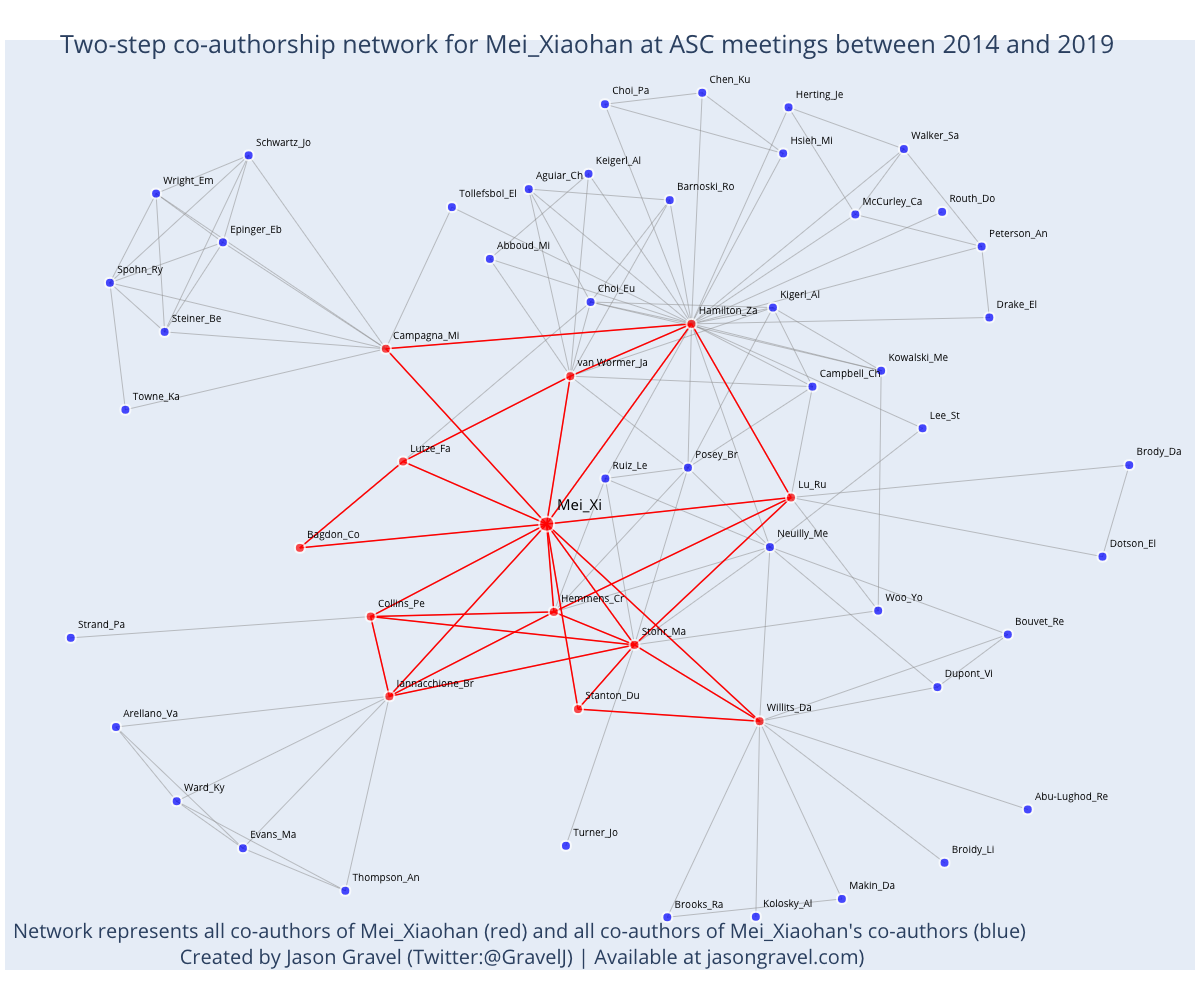 Two-step co-authorship network for Mei_Xiaohan at ASC meetings between 2014 and 2019
Chen_Ku
Choi_Pa
Herting_Je
Walker_Sa
Hsieh_Mi
Schwartz_Jo
Keigerl_Al
Aguiar_Ch
Wright_Em
Barnoski_Ro
Tollefsbol_El
McCurley_Ca
Routh_Do
Epinger_Eb
Peterson_An
Abboud_Mi
Spohn_Ry
Choi_Eu
Kigerl_Al
Drake_El
Hamilton_Za
Steiner_Be
Campagna_Mi
van Wormer_Ja
Kowalski_Me
Campbell_Ch
Towne_Ka
Lee_St
Lutze_Fa
Brody_Da
Posey_Br
Ruiz_Le
Lu_Ru
Mei_Xi
Bagdon_Co
Neuilly_Me
Dotson_El
Hemmens_Cr
Woo_Yo
Collins_Pe
Strand_Pa
Bouvet_Re
Stohr_Ma
Dupont_Vi
Iannacchione_Br
Stanton_Du
Willits_Da
Arellano_Va
Ward_Ky
Abu-Lughod_Re
Evans_Ma
Turner_Jo
Broidy_Li
Thompson_An
Makin_Da
Brooks_Ra
Kolosky_Al
Network represents all co-authors of Mei_Xiaohan (red) and all co-authors of Mei_Xiaohan's co-authors (blue)
Created by Jason Gravel (Twitter:@GravelJ) | Available at jasongravel.com)